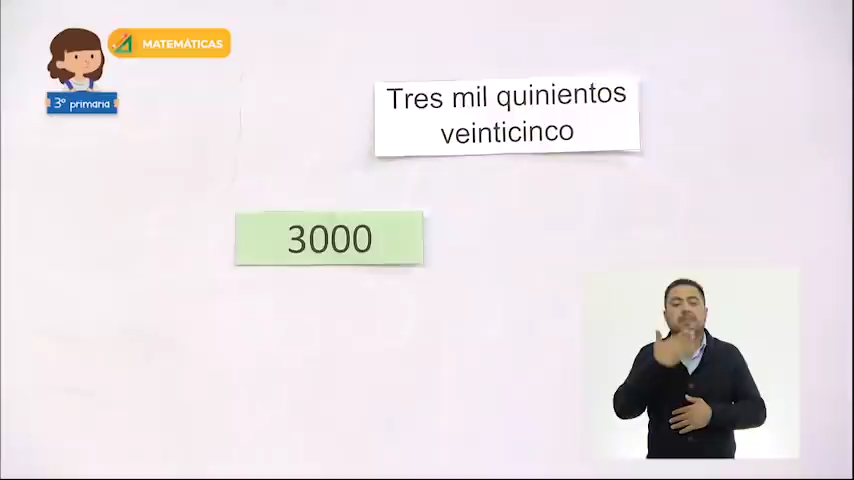 MATEMÁTICAS
3° primaria
Tres mil quinientos
veinticinco
3000